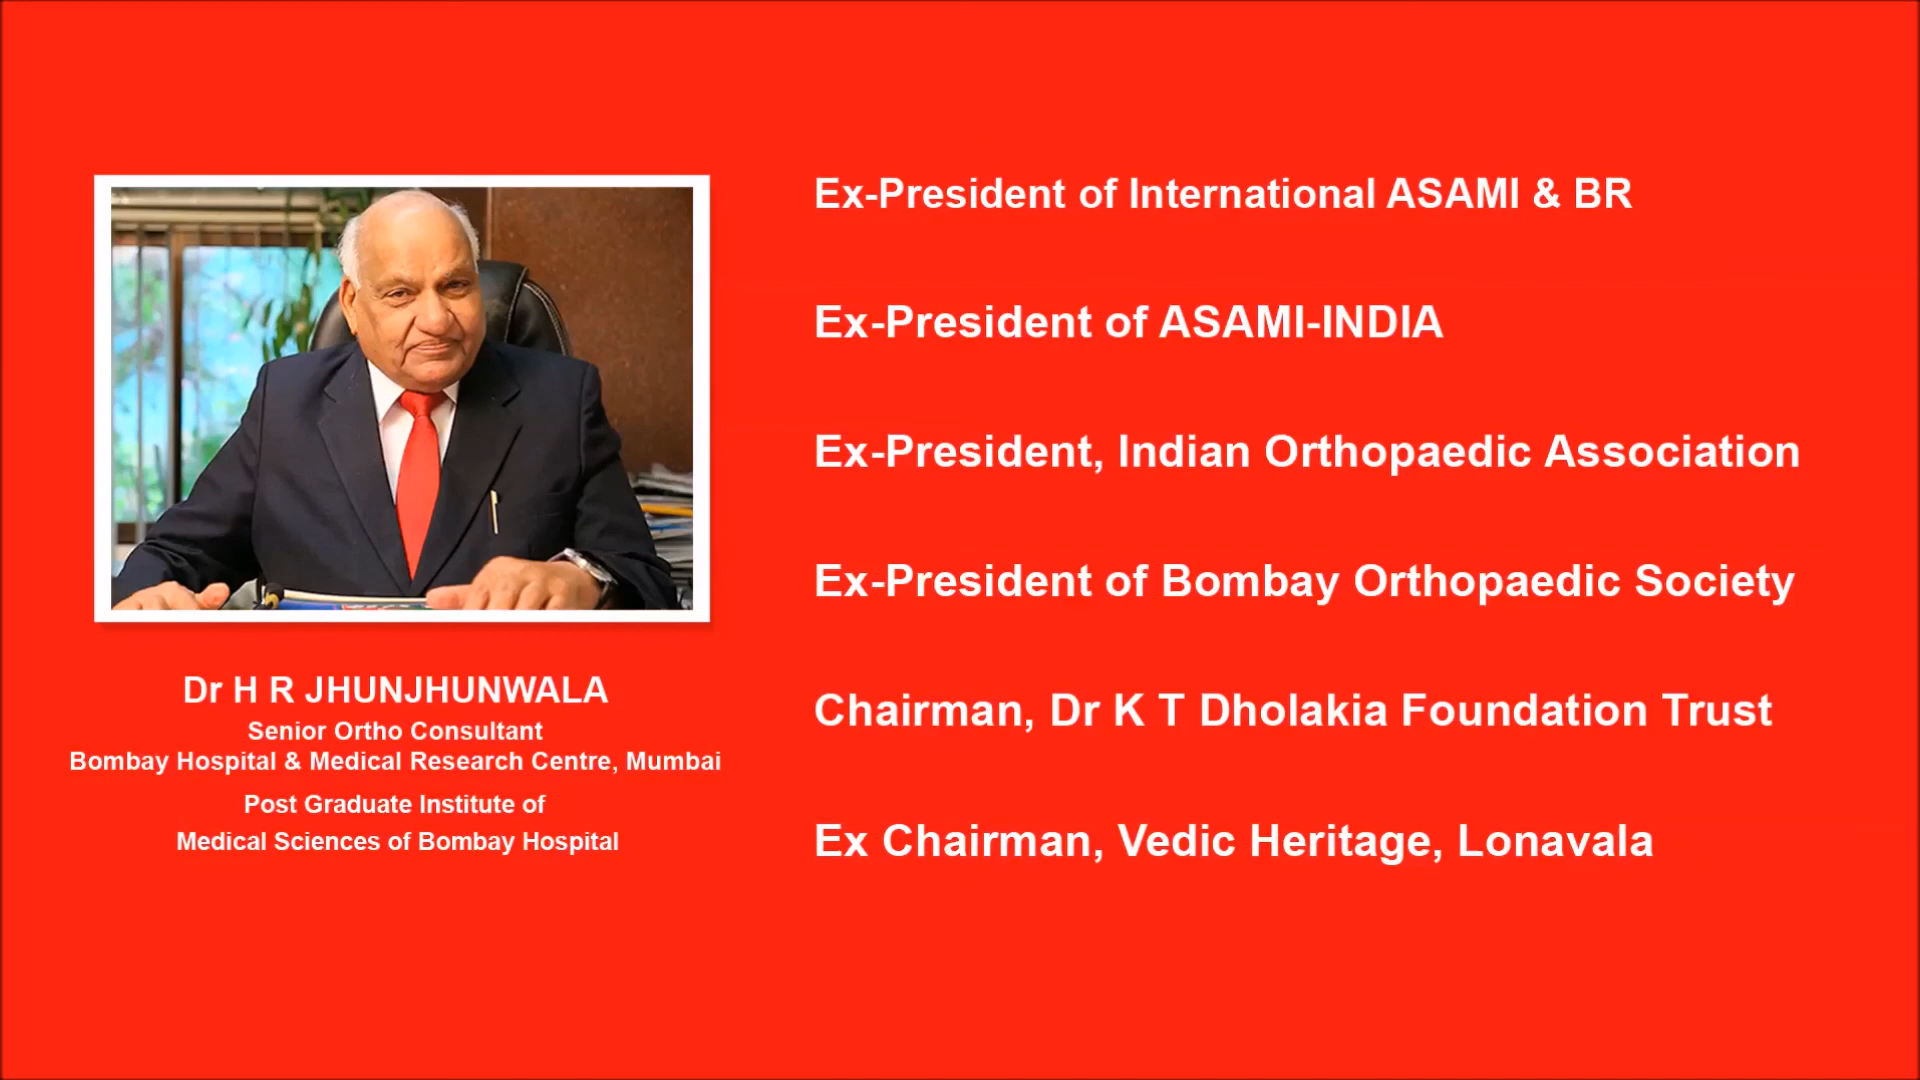 Dr H R JHUNJHUNWALA
Senior Ortho Consultant
Bombay Hospital & Medical Research Centre, Mumbai
Post Graduate Institute of
Medical Sciences of Bombay Hospital
Ex-President of International ASAMI & BR
Ex-President of ASAMI-INDIA
Ex-President, Indian Orthopaedic Association
Ex-President of Bombay Orthopaedic Society
Chairman, Dr K T Dholakia Foundation Trust
Ex Chairman, Vedic Heritage, Lonavala